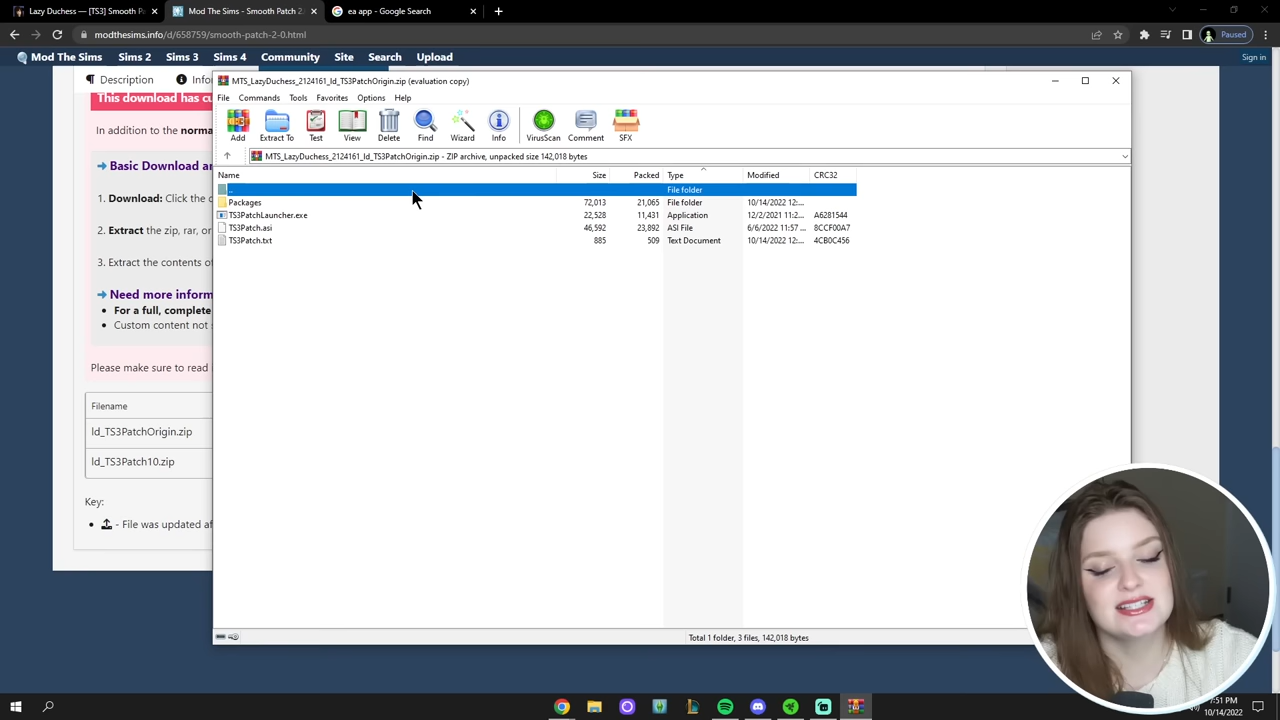 Lazy Duchess — [TS3] Smooth P
Mod The Sims - Smooth Patch 2.
ea app - Google Search
modthesims.info/d/658759/smooth-patch-2-0.html
Paused
Mod The Sims
Sims 2
Sims 3
Sims 4
Community
Site
Search
Upload
Sign in
Description
Info
MTS_LazyDuchess_2124161_ld_TS3PatchOrigin.zip (evaluation copy)
File
Commands
Tools
Favorites
Options
Help
Add
Extract To
Test
View
Delete
Find
Wizard
Info
VirusScan
Comment
SFX
MTS_LazyDuchess_2124161_ld_TS3PatchOrigin.zip - ZIP archive, unpacked size 142,018 bytes
Name Size Packed Type Modified CRC32
.. File folder
Packages 72,013 21,065 File folder 10/14/2022 12:...
TS3PatchLauncher.exe 22,528 11,431 Application 12/2/2021 11:2... A6281544
TS3Patch.asi 46,592 23,892 ASI File 6/6/2022 11:57 ... 8CCF00A7
TS3Patch.txt 885 509 Text Document 10/14/2022 12:... 4CB0C456
This download has cu
In addition to the norma
Basic Download a
1. Download: Click the
2. Extract the zip, rar, or
3. Extract the contents of
Need more inform
For a full, complete
Custom content not
Please make sure to read
Filename
ld_TS3PatchOrigin.zip
ld_TS3Patch10.zip
Key:
- File was updated af
Total 1 folder, 3 files, 142,018 bytes
7:51 PM
10/14/2022